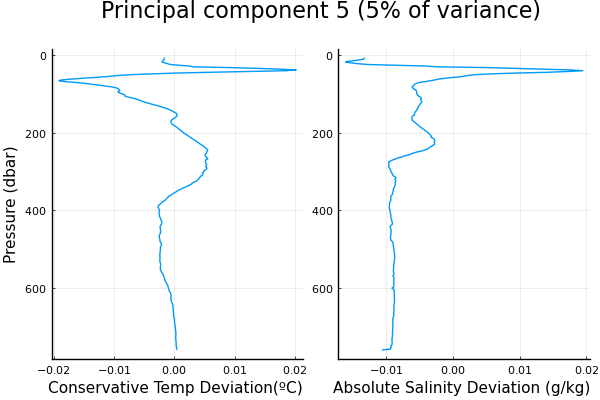 Principal component 5 (5% of variance)
0
200
400
600
Pressure (dbar)
−0.02 −0.01 0.00 0.01 0.02
Conservative Temp Deviation(ºC)
0
200
400
600
−0.01 0.00 0.01 0.02
Absolute Salinity Deviation (g/kg)